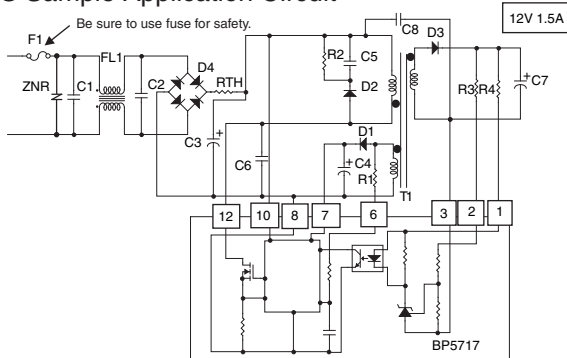 Sample Application Circuit
Be sure to use fuse for safety.
12V 1.5A
F1
FL1
ZNR
C1
C2
D4
RTH
C3
C6
R2
C5
D2
C8
D3
D1
C4
R1
T1
R3
R4
C7
12
10
8
7
6
3
2
1
BP5717